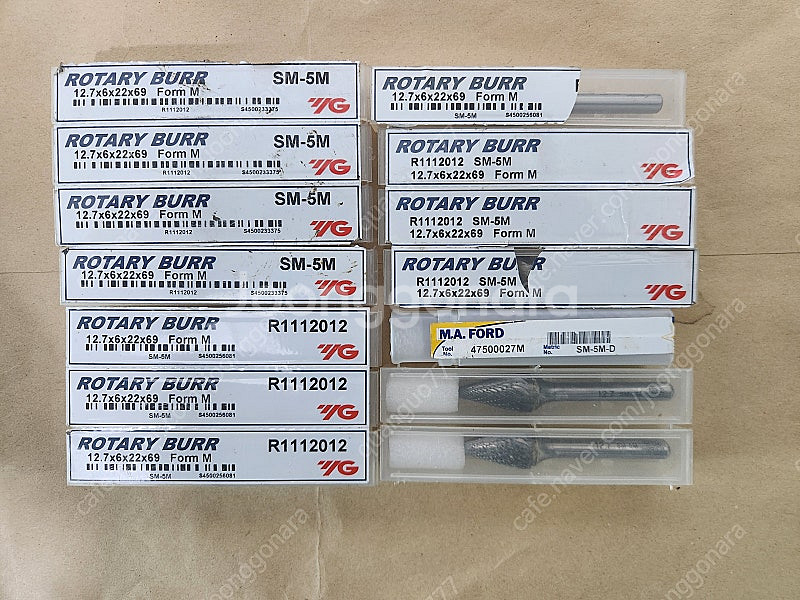 ROTARY BURR SM-5M
12.7x6x22x69 Form M
R1112012 S4500233375
YG
ROTARY BURR SM-5M
12.7x6x22x69 Form M
R1112012 S4500233375
YG
ROTARY BURR SM-5M
12.7x6x22x69 Form M
R1112012 S4500233375
YG
ROTARY BURR SM-5M
12.7x6x22x69 Form M
R1112012 S4500233375
YG
ROTARY BURR R1112012
12.7x6x22x69 Form M
SM-5M S4500256081
YG
ROTARY BURR R1112012
12.7x6x22x69 Form M
SM-5M S4500256081
YG
ROTARY BURR R1112012
12.7x6x22x69 Form M
SM-5M S4500256081
YG
ROTARY BURR
12.7x6x22x69 Form M
SM-5M S4500256081
ROTARY BURR
R1112012 SM-5M
12.7x6x22x69 Form M
YG
ROTARY BURR
R1112012 SM-5M
12.7x6x22x69 Form M
YG
ROTARY BURR
R1112012 SM-5M
12.7x6x22x69 Form M
YG
M.A. FORD
Tool No. 47500027M
Metric No. SM-5M-D
joonggonara
cafe.naver.com/joonggonara